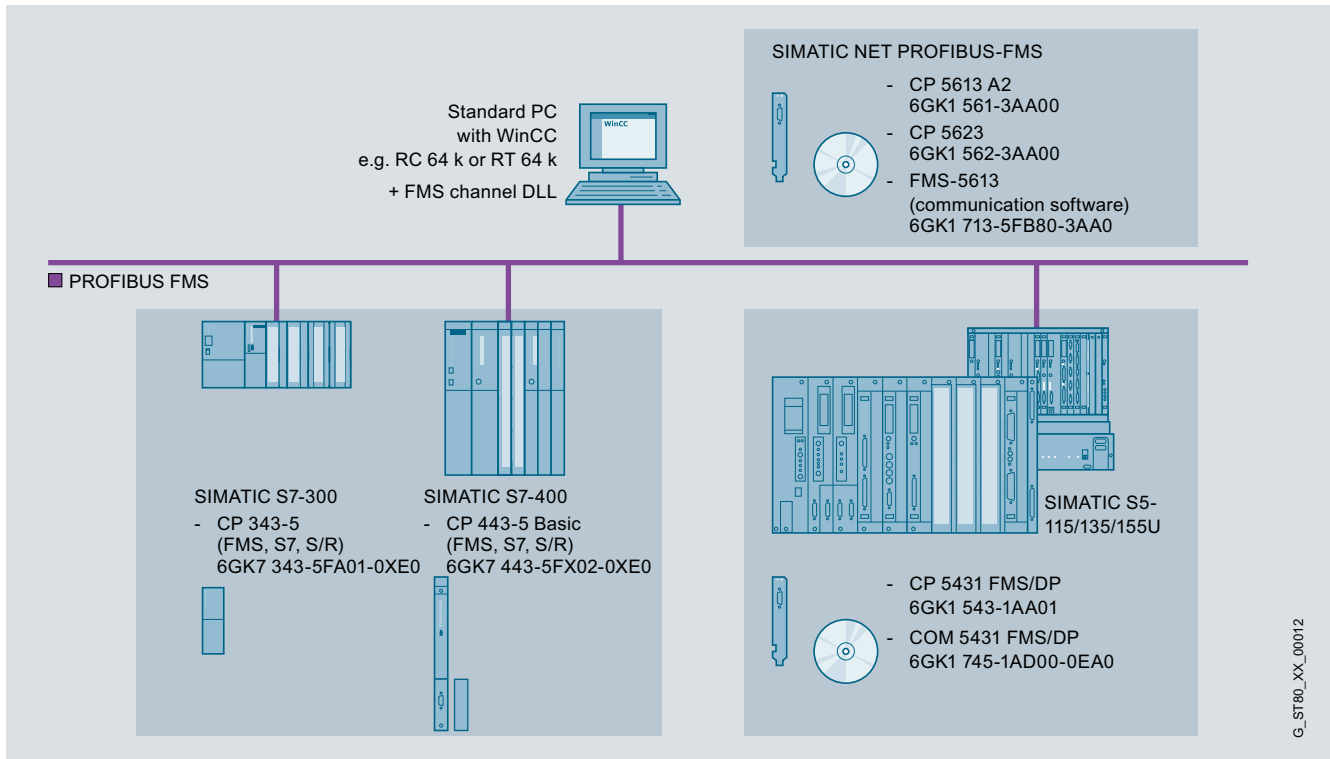 Standard PC
with WinCC
e.g. RC 64 k or RT 64 k
+ FMS channel DLL
WinCC
SIMATIC NET PROFIBUS-FMS
- CP 5613 A2
6GK1 561-3AA00
- CP 5623
6GK1 562-3AA00
- FMS-5613
(communication software)
6GK1 713-5FB80-3AA0
PROFIBUS FMS
SIMATIC S7-300
- CP 343-5
(FMS, S7, S/R)
6GK7 343-5FA01-0XE0
SIMATIC S7-400
- CP 443-5 Basic
(FMS, S7, S/R)
6GK7 443-5FX02-0XE0
SIMATIC S5-
115/135/155U
- CP 5431 FMS/DP
6GK1 543-1AA01
- COM 5431 FMS/DP
6GK1 745-1AD00-0EA0
G_ST80_XX_00012